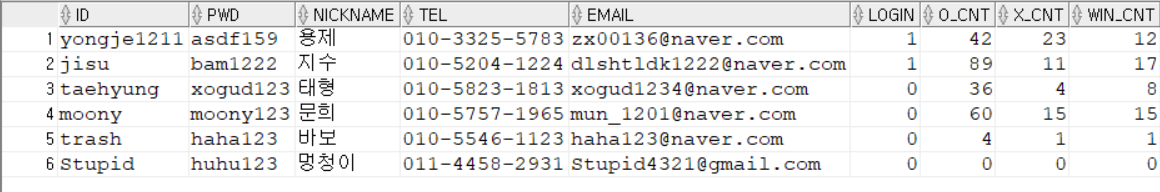 ID PWD NICKNAME TEL EMAIL LOGIN O_CNT X_CNT WIN_CNT
1 yongje1211 asdf159 용제 010-3325-5783 zx00136@naver.com 1 42 23 12
2 jisu bam1222 지수 010-5204-1224 dlshtldk1222@naver.com 1 89 11 17
3 taehyung xogud123 태형 010-5823-1813 xogud1234@naver.com 0 36 4 8
4 moony moony123 문희 010-5757-1965 mun_1201@naver.com 0 60 15 15
5 trash haha123 바보 010-5546-1123 haha123@naver.com 0 4 1 1
6 Stupid huhu123 멍청이 011-4458-2931 Stupid4321@gmail.com 0 0 0 0